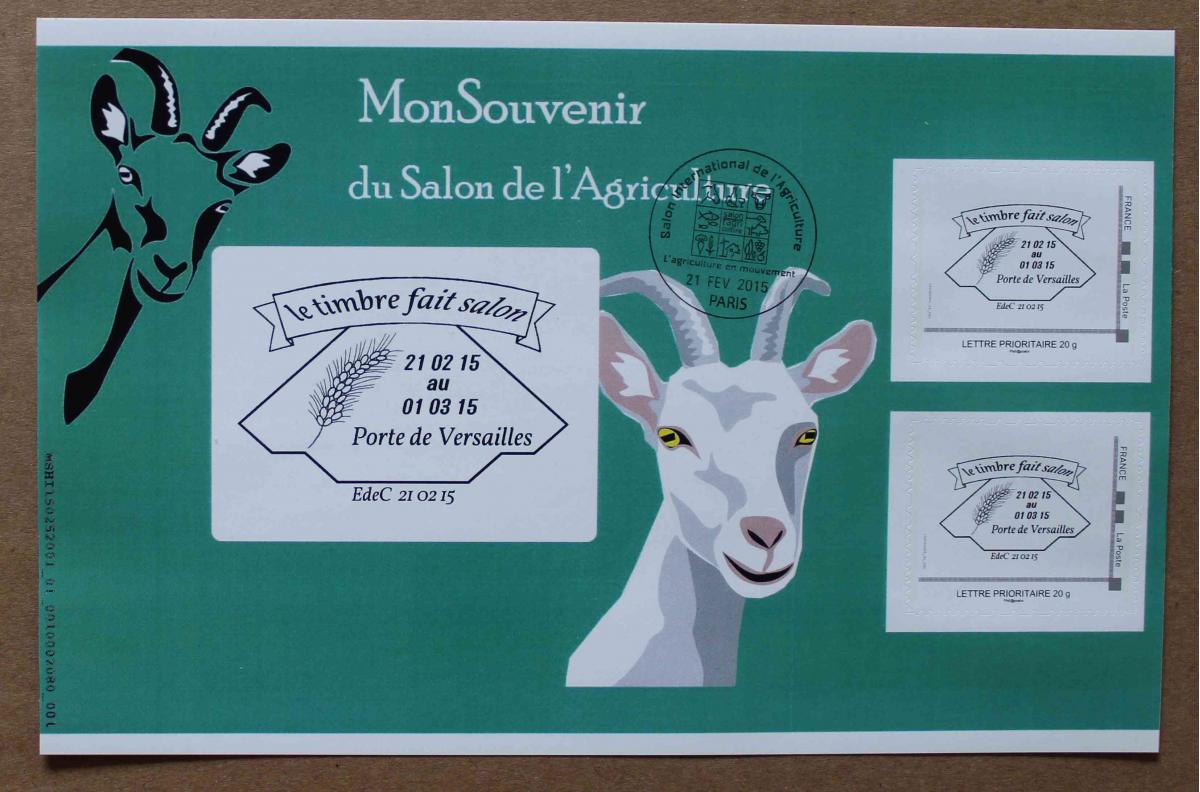 MonSouvenir
du Salon de l'Agriculture
Salon International de l'Agriculture
salon
l'agri
culture
L'agriculture en mouvement
21 FEV 2015
PARIS
le timbre fait salon
21 02 15
au
01 03 15
Porte de Versailles
EdeC 21 02 15
le timbre fait salon
21 02 15
au
01 03 15
Porte de Versailles
EdeC 21 02 15
FRANCE
La Poste
LETTRE PRIORITAIRE 20 g
le timbre fait salon
21 02 15
au
01 03 15
Porte de Versailles
EdeC 21 02 15
FRANCE
La Poste
LETTRE PRIORITAIRE 20 g